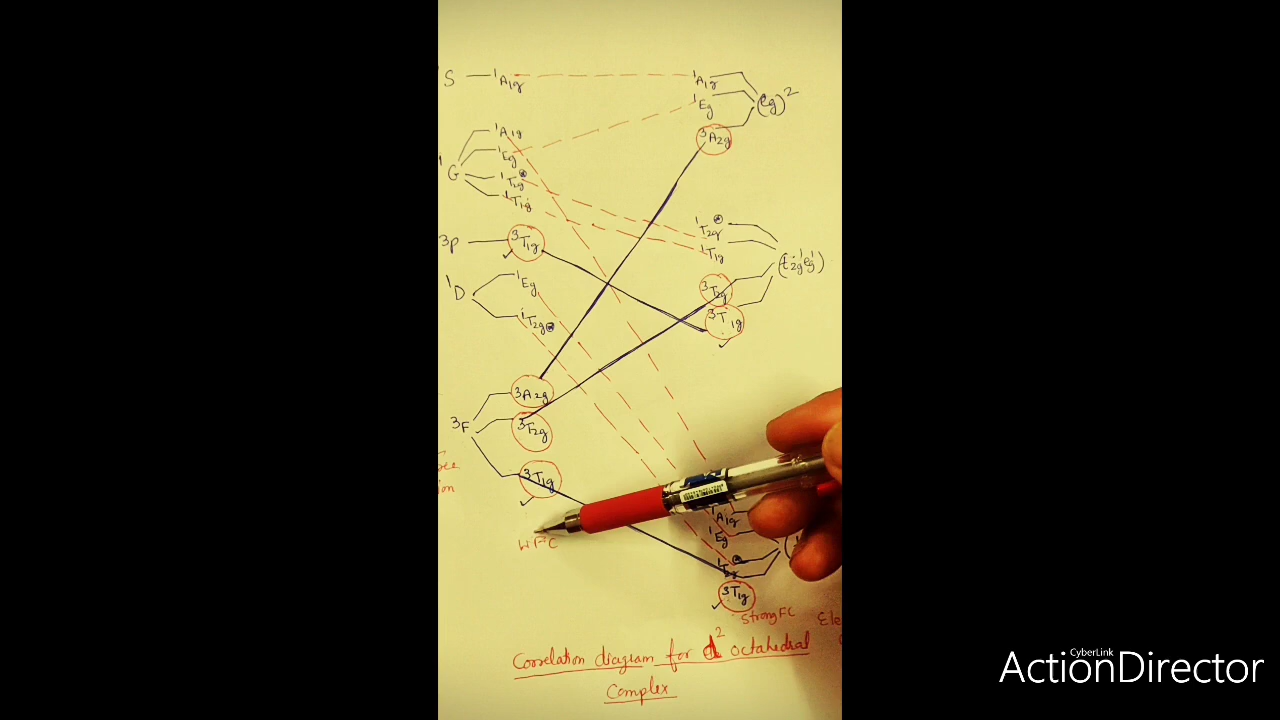 S ¹A₁g ¹A₁g
¹Eg (eg)²
³A₂g
¹A₁g
¹Eg
¹G ¹T₂g
¹T₁g
¹T₂g
¹T₁g (t₂g¹eg¹)
³P ³T₁g
³T₂g
³T₁g
¹D ¹Eg
¹T₂g
³A₂g
³F ³T₂g
³T₁g
WFC
¹A₁g
¹Eg
¹T₂g
³T₁g
Strong FC
Correlation diagram for d² Octahedral
Complex
CyberLink
ActionDirector